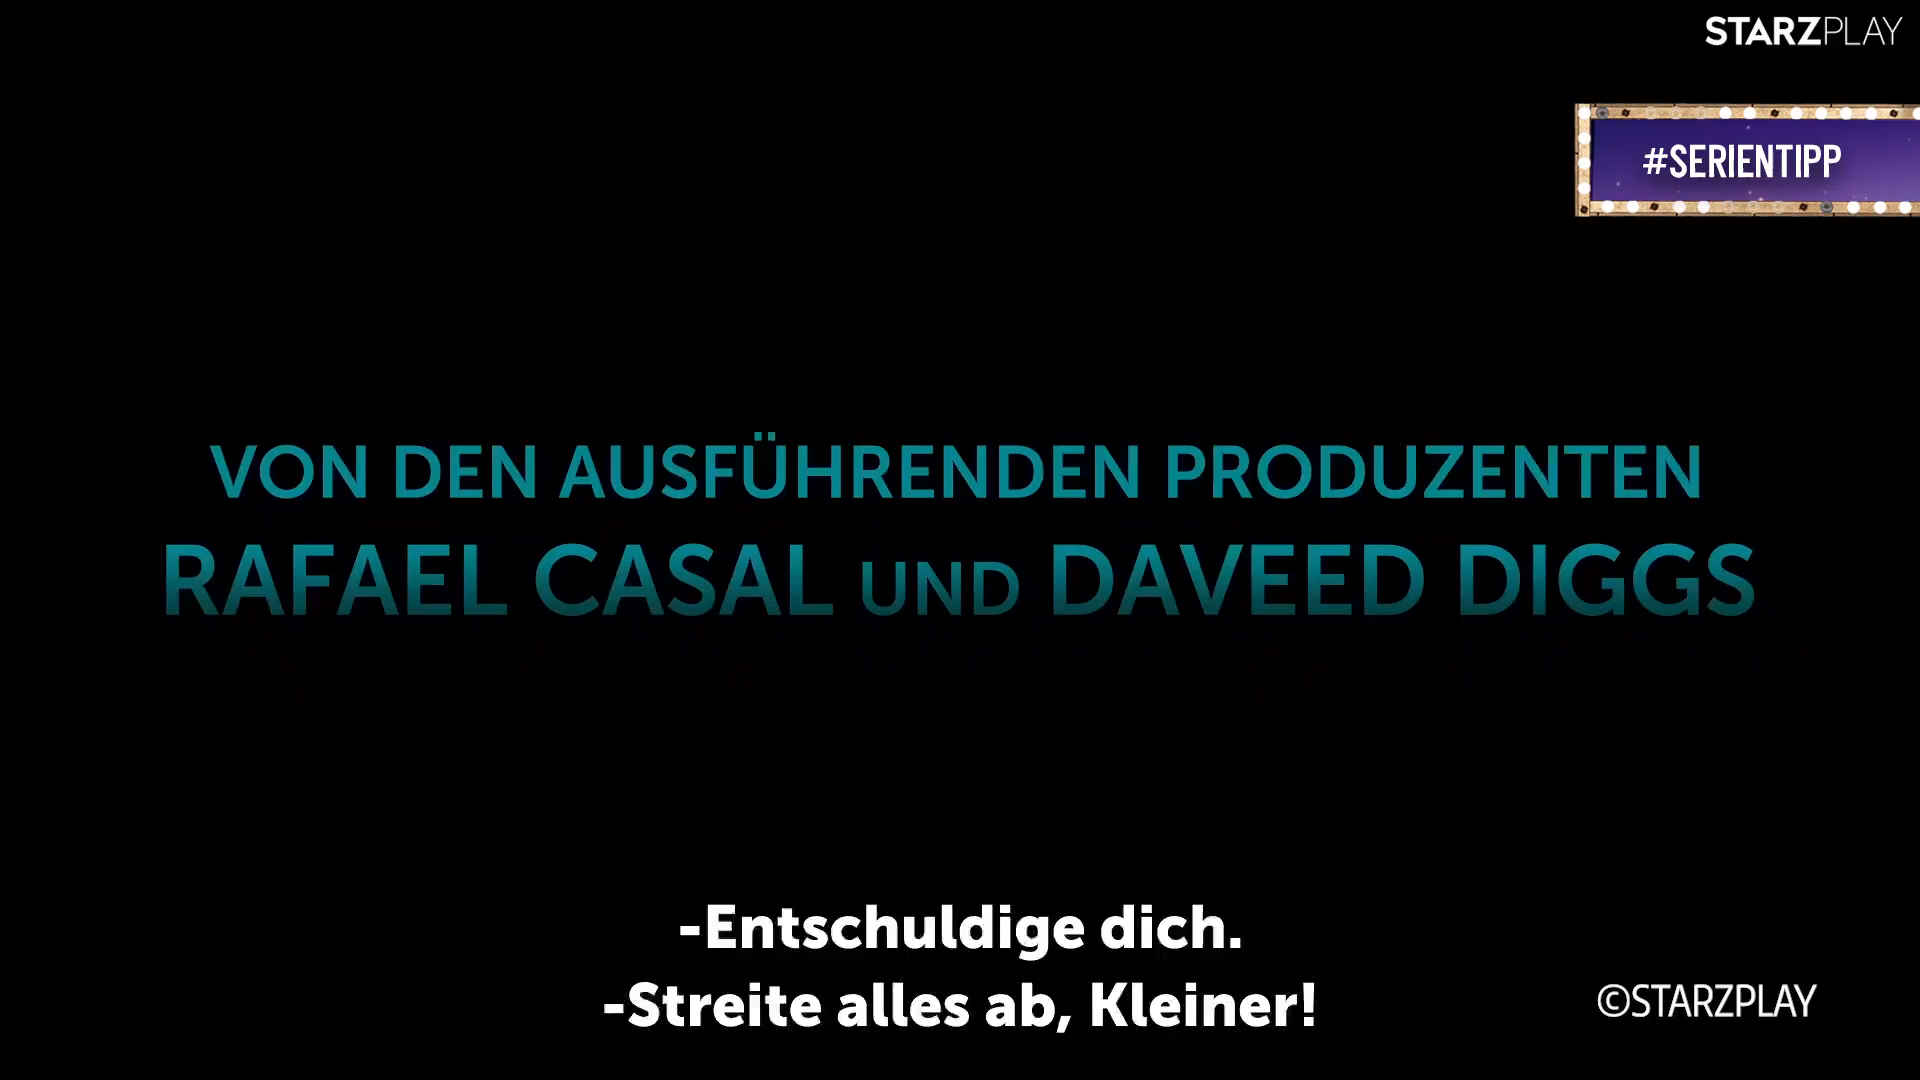 STARZPLAY
#SERIENTIPP
VON DEN AUSFÜHRENDEN PRODUZENTEN
RAFAEL CASAL UND DAVEED DIGGS
-Entschuldige dich.
-Streite alles ab, Kleiner!
©STARZPLAY